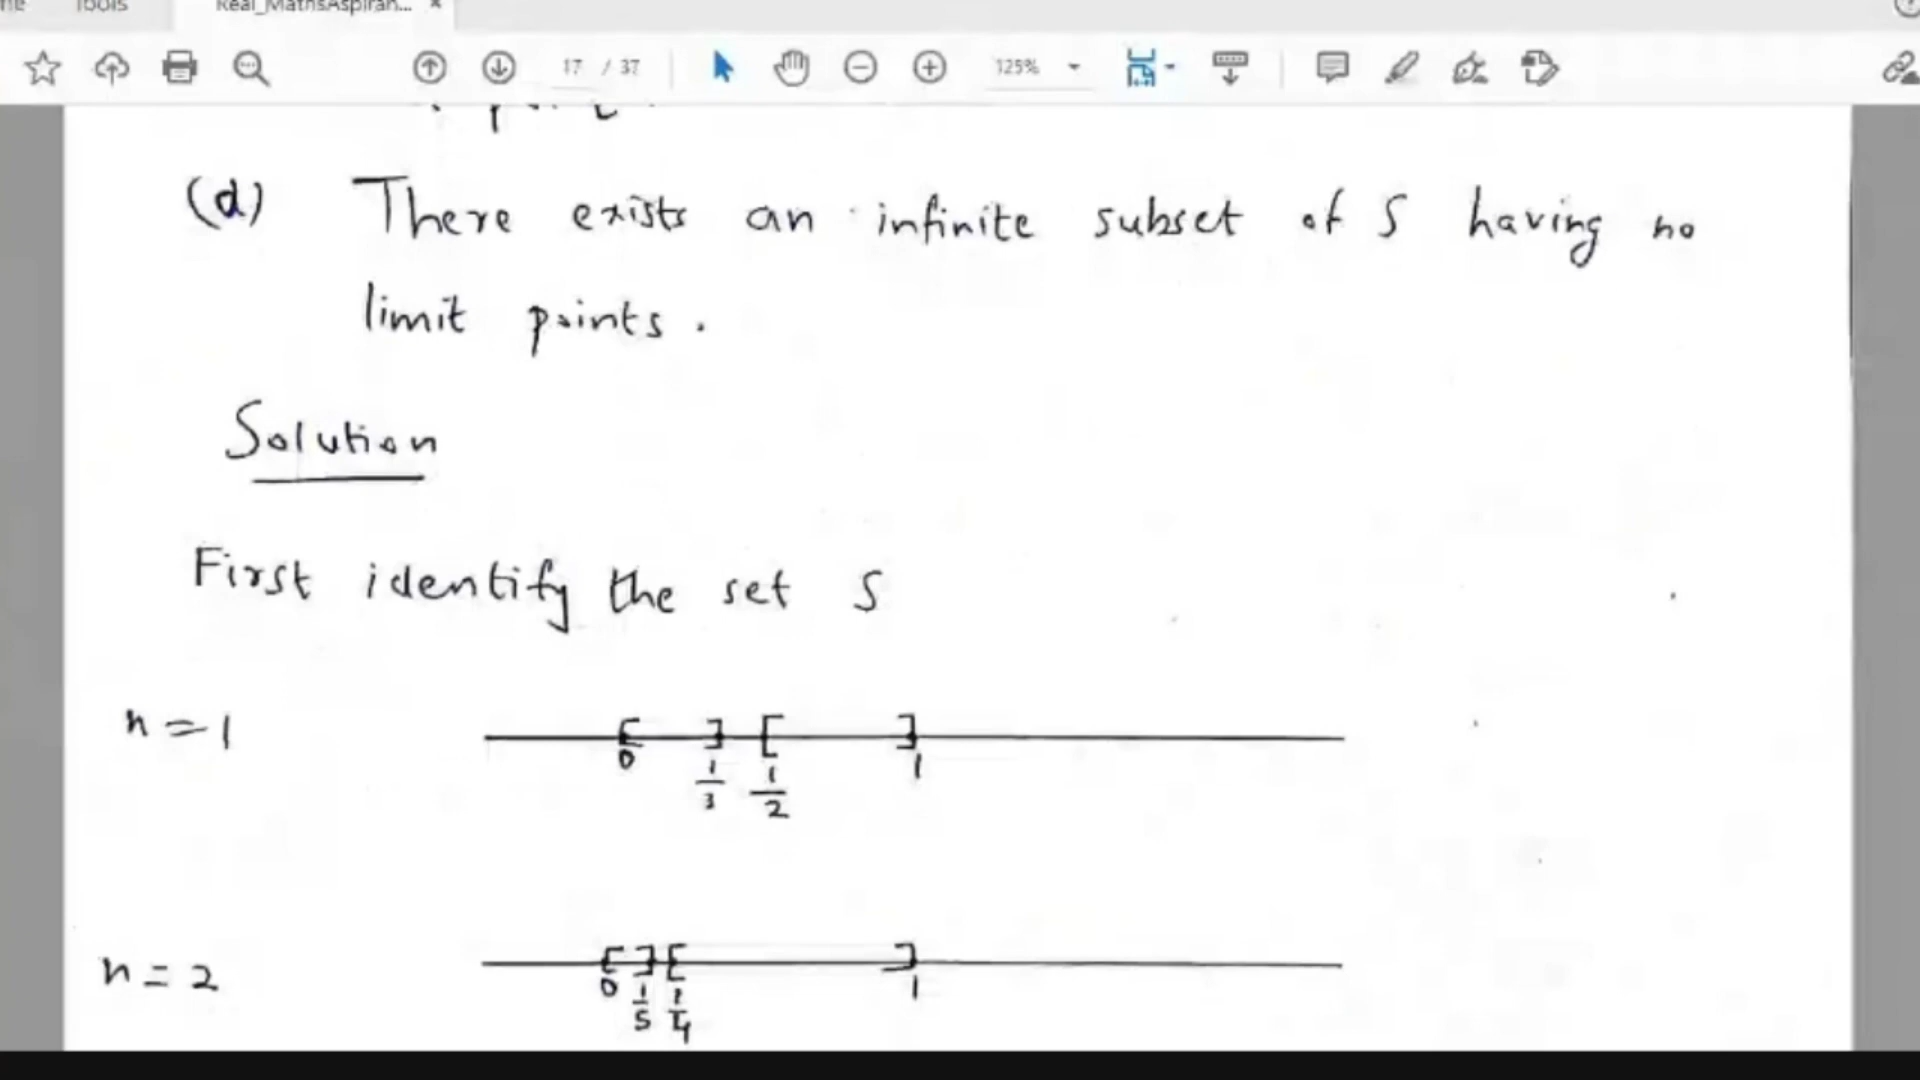 Tools
Real_MathsAspiran...
17 / 37
125%
(d) There exists an infinite subset of S having no
limit points.
Solution
First identify the set S
n=1
[ ] [ ]
0 1/3 1/2 1
n=2
[ ] [ ]
0 1/5 1/4 1